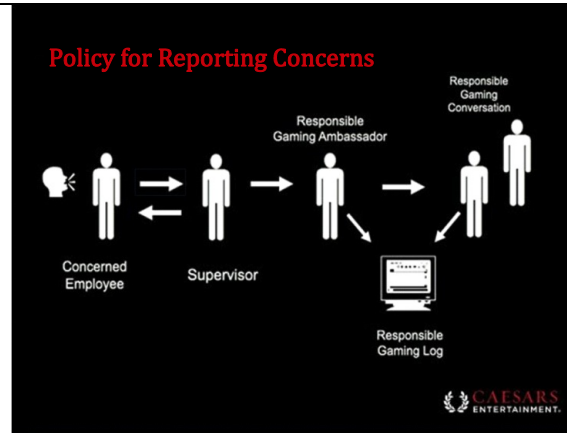 Policy for Reporting Concerns
Responsible
Gaming
Conversation
Responsible
Gaming Ambassador
Concerned
Employee
Supervisor
Responsible
Gaming Log
CAESARS
ENTERTAINMENT.